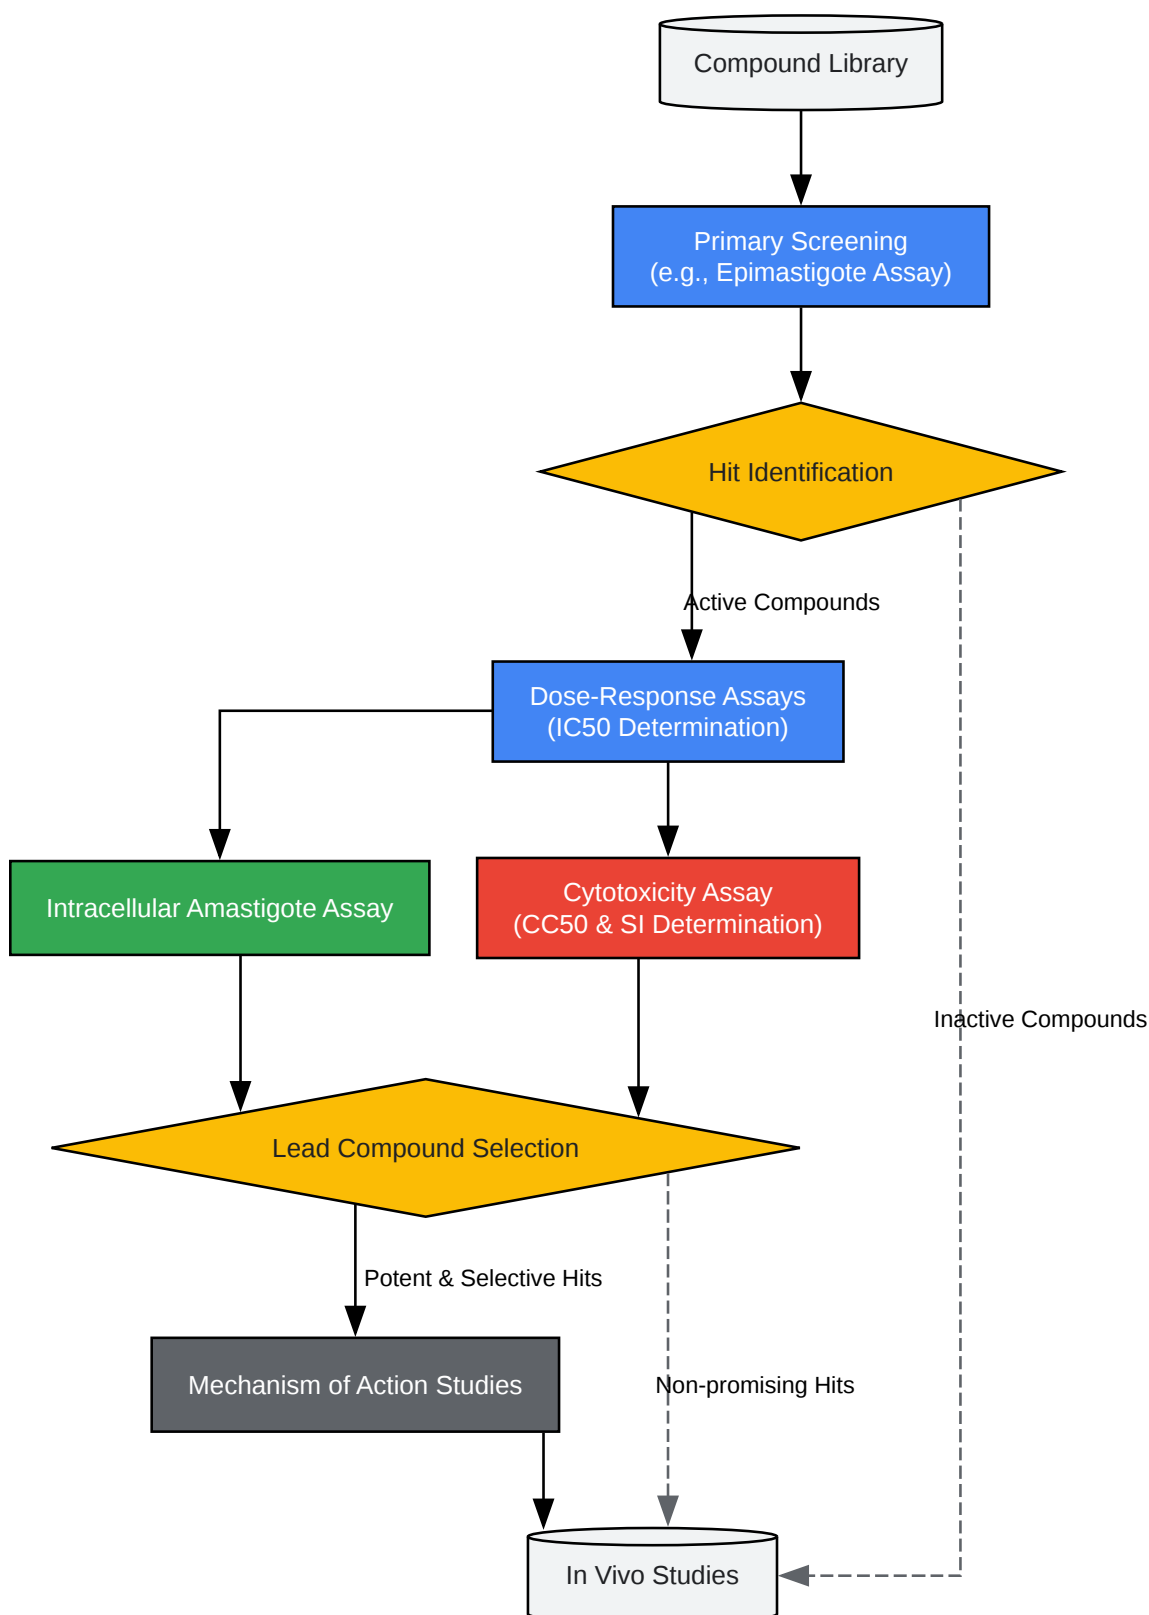 Compound Library
Primary Screening
(e.g., Epimastigote Assay)
Hit Identification
Active Compounds
Dose-Response Assays
(IC50 Determination)
Intracellular Amastigote Assay
Cytotoxicity Assay
(CC50 & SI Determination)
Inactive Compounds
Lead Compound Selection
Potent & Selective Hits
Mechanism of Action Studies
Non-promising Hits
In Vivo Studies